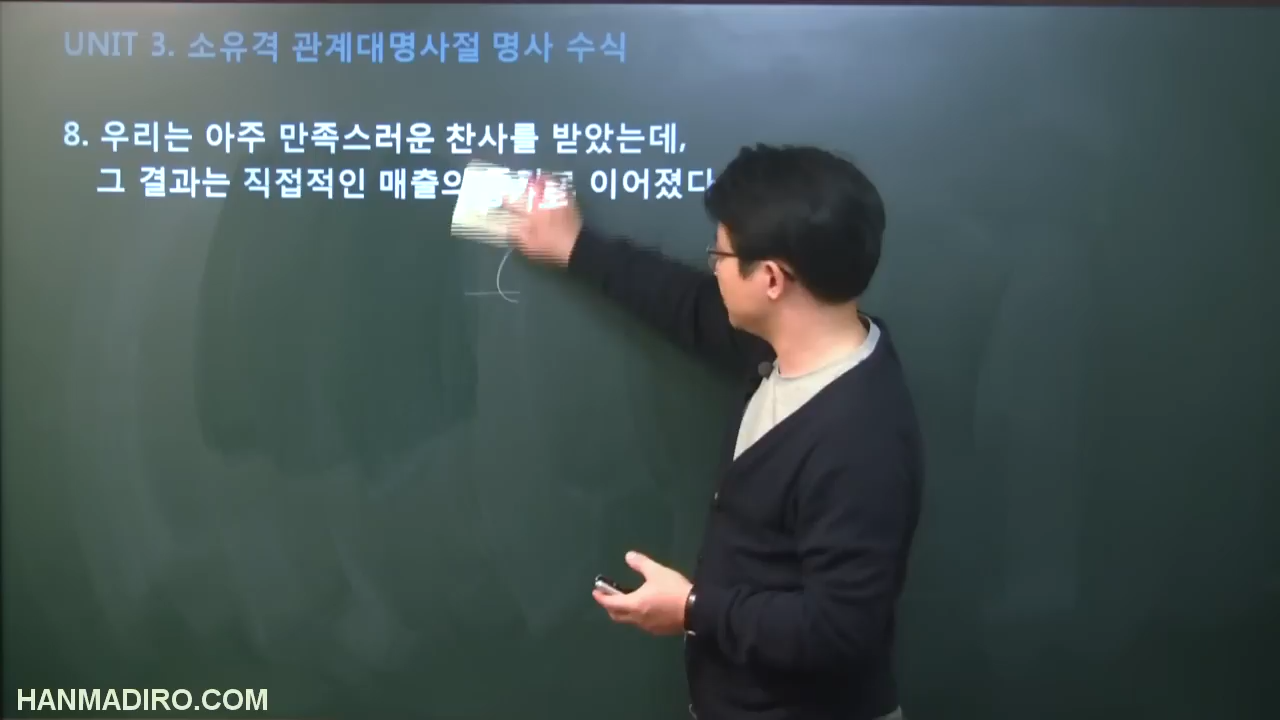 UNIT 3. 소유격 관계대명사절 명사 수식
8. 우리는 아주 만족스러운 찬사를 받았는데,
그 결과는 직접적인 매출의 이어졌다
HANMADIRO.COM